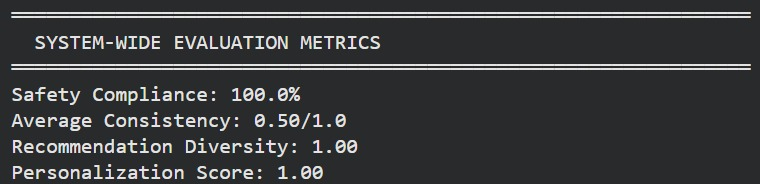 SYSTEM-WIDE EVALUATION METRICS
Safety Compliance: 100.0%
Average Consistency: 0.50/1.0
Recommendation Diversity: 1.00
Personalization Score: 1.00